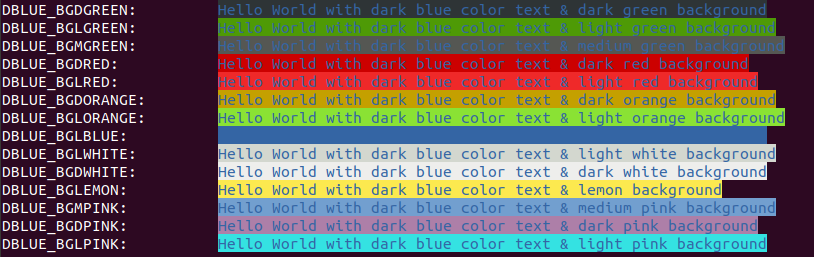 DBLUE_BGDGREEN: Hello World with dark blue color text & dark green background
DBLUE_BGLGREEN: Hello World with dark blue color text & light green background
DBLUE_BGMGREEN: Hello World with dark blue color text & medium green background
DBLUE_BGDRED: Hello World with dark blue color text & dark red background
DBLUE_BGLRED: Hello World with dark blue color text & light red background
DBLUE_BGDORANGE: Hello World with dark blue color text & dark orange background
DBLUE_BGLORANGE: Hello World with dark blue color text & light orange background
DBLUE_BGLBLUE:
DBLUE_BGLWHITE: Hello World with dark blue color text & light white background
DBLUE_BGDWHITE: Hello World with dark blue color text & dark white background
DBLUE_BGLEMON: Hello World with dark blue color text & lemon background
DBLUE_BGMPINK: Hello World with dark blue color text & medium pink background
DBLUE_BGDPINK: Hello World with dark blue color text & dark pink background
DBLUE_BGLPINK: Hello World with dark blue color text & light pink background